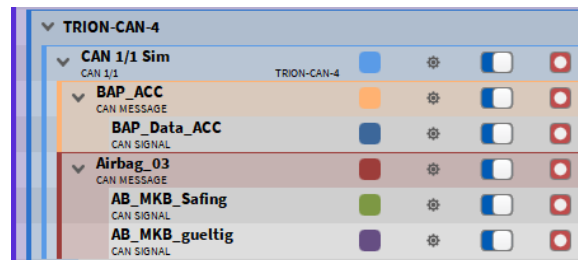 TRION-CAN-4
CAN 1/1 Sim
CAN 1/1 TRION-CAN-4
BAP_ACC
CAN MESSAGE
BAP_Data_ACC
CAN SIGNAL
Airbag_03
CAN MESSAGE
AB_MKB_Safing
CAN SIGNAL
AB_MKB_gueltig
CAN SIGNAL